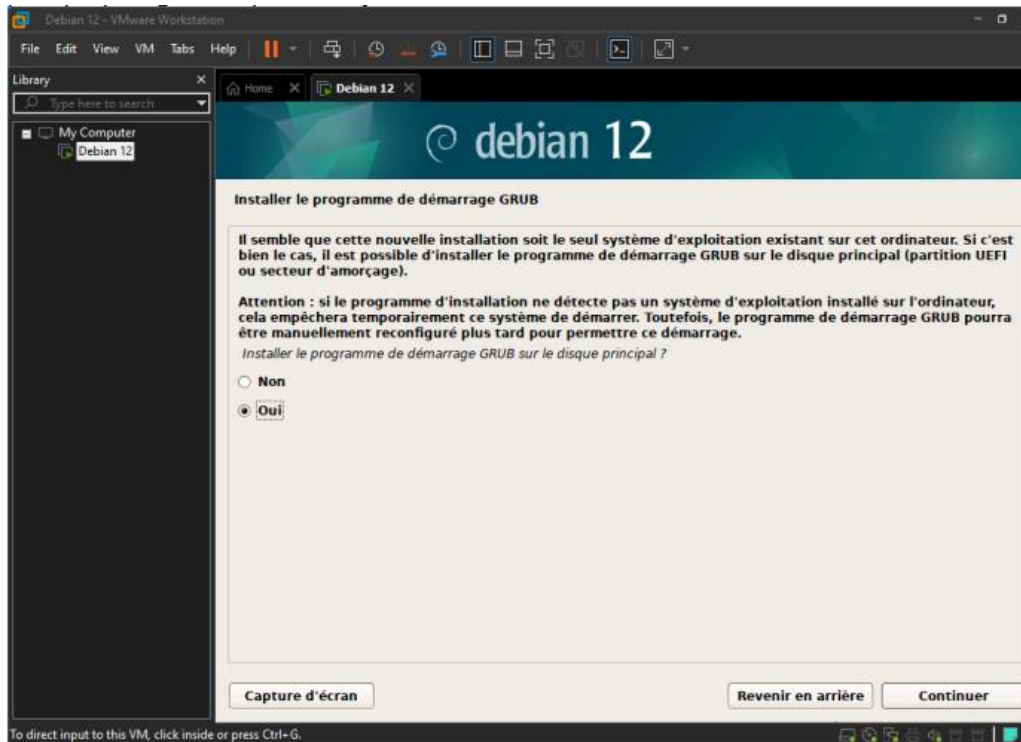 Debian 12 - VMware Workstation
File Edit View VM Tabs Help
Library
Type here to search
My Computer
Debian 12
Home
Debian 12
debian 12
Installer le programme de démarrage GRUB
Il semble que cette nouvelle installation soit le seul système d'exploitation existant sur cet ordinateur. Si c'est
bien le cas, il est possible d'installer le programme de démarrage GRUB sur le disque principal (partition UEFI
ou secteur d'amorçage).
Attention : si le programme d'installation ne détecte pas un système d'exploitation installé sur l'ordinateur,
cela empêchera temporairement ce système de démarrer. Toutefois, le programme de démarrage GRUB pourra
être manuellement reconfiguré plus tard pour permettre ce démarrage.
Installer le programme de démarrage GRUB sur le disque principal ?
Non
Oui
Capture d'écran
Revenir en arrière
Continuer
To direct input to this VM, click inside or press Ctrl+G.